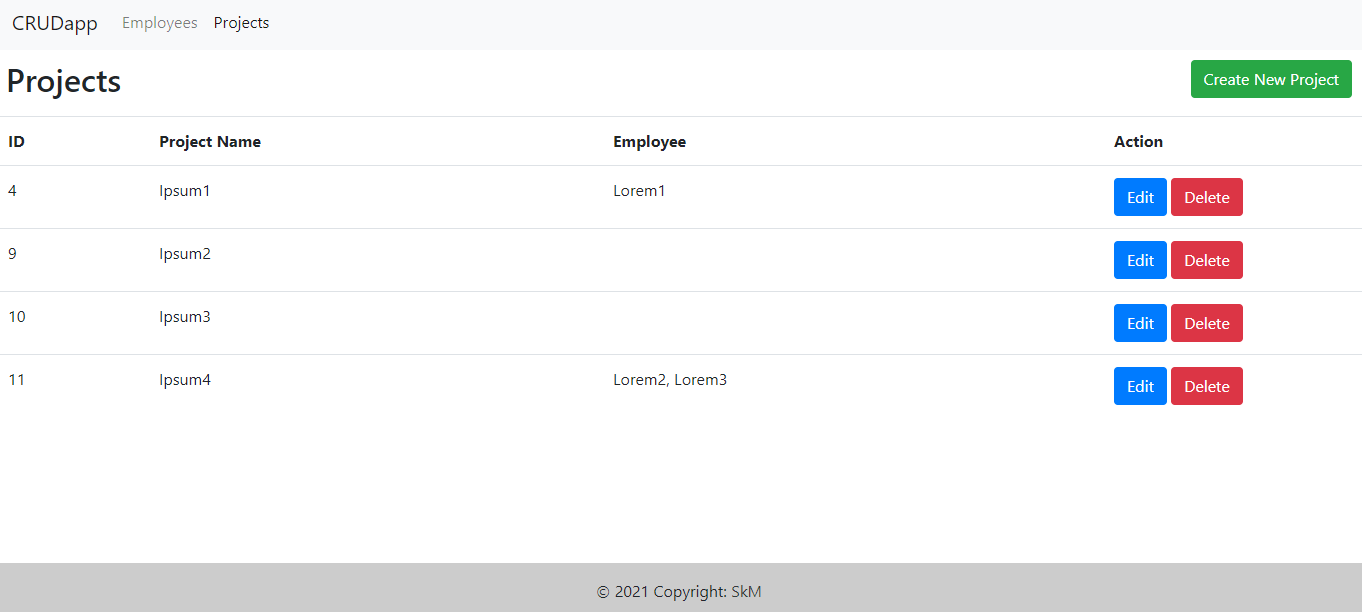 CRUDapp Employees Projects
Projects Create New Project
ID Project Name Employee Action
4 Ipsum1 Lorem1 Edit Delete
9 Ipsum2 Edit Delete
10 Ipsum3 Edit Delete
11 Ipsum4 Lorem2, Lorem3 Edit Delete
© 2021 Copyright: SkM